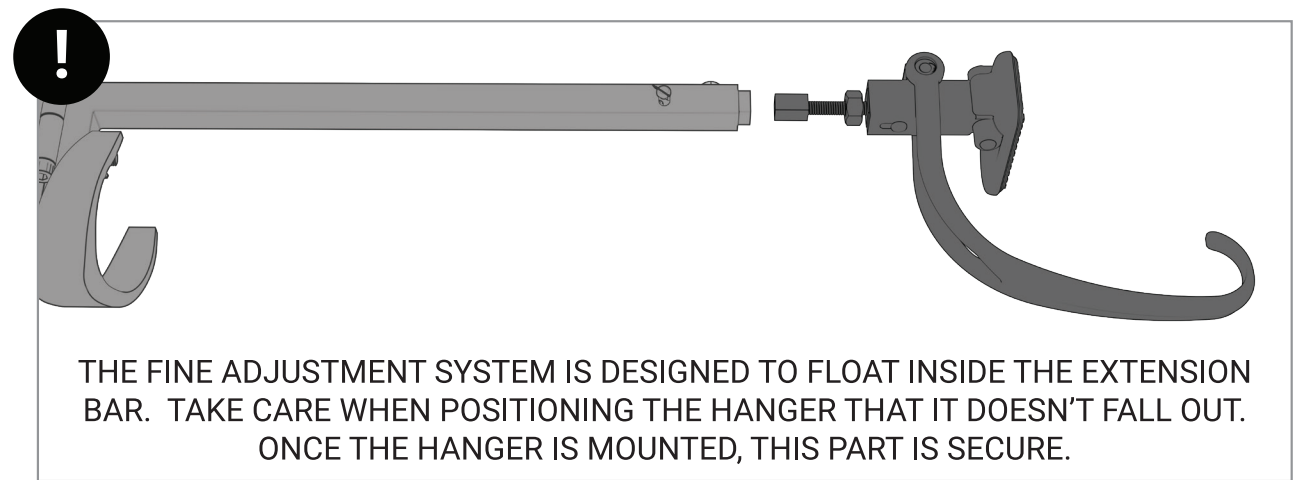 !
THE FINE ADJUSTMENT SYSTEM IS DESIGNED TO FLOAT INSIDE THE EXTENSION
BAR.  TAKE CARE WHEN POSITIONING THE HANGER THAT IT DOESN’T FALL OUT.
ONCE THE HANGER IS MOUNTED, THIS PART IS SECURE.